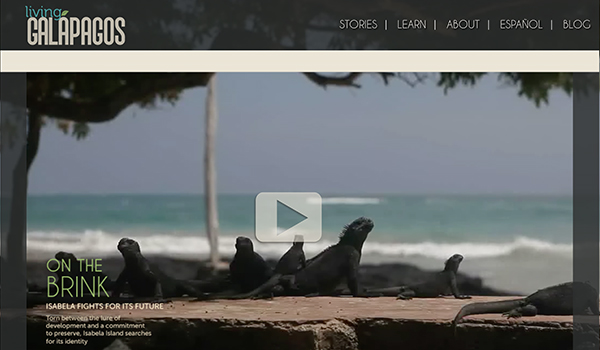 living
GALÁPAGOS
STORIES | LEARN | ABOUT | ESPAÑOL | BLOG
ON THE
BRINK
ISABELA FIGHTS FOR ITS FUTURE
Torn between the lure of
development and a commitment
to preserve, Isabela Island searches
for its identity